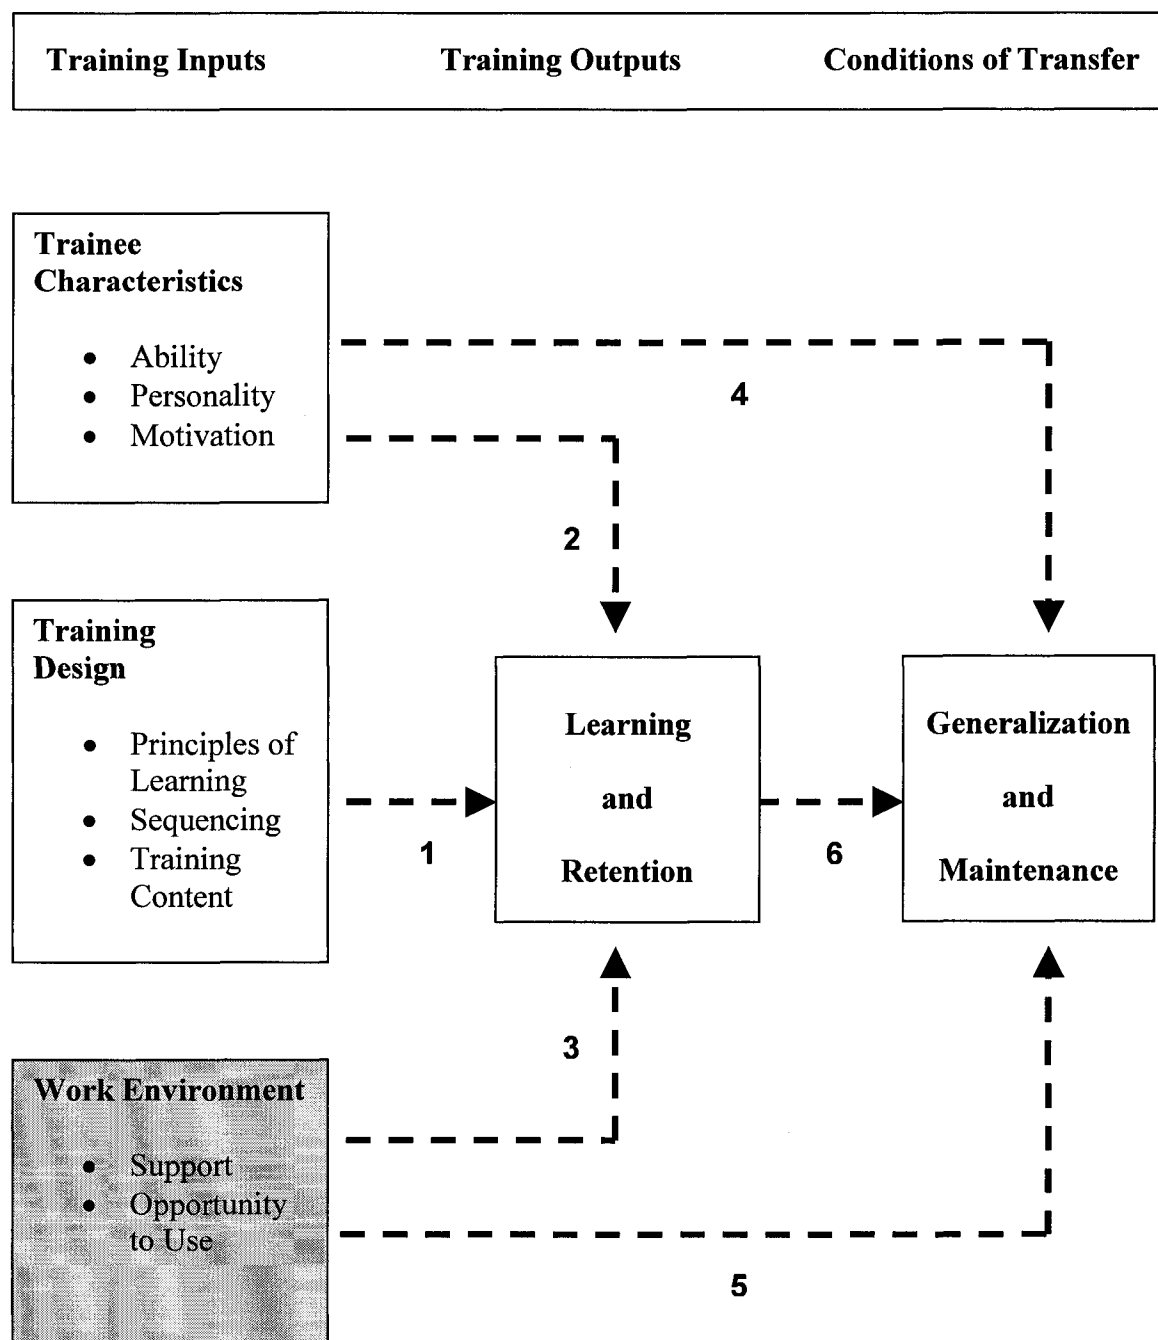 Training Inputs Training Outputs Conditions of Transfer
Trainee
Characteristics
• Ability
• Personality
• Motivation
4
2
Training
Design
• Principles of
Learning
• Sequencing
• Training
Content
1
Learning
and
Retention
6
Generalization
and
Maintenance
3
Work Environment
• Support
• Opportunity
to Use
5